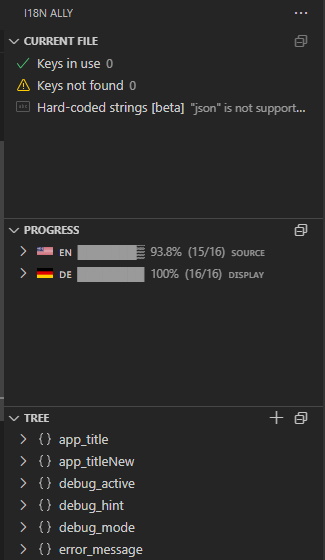 I18N ALLY
CURRENT FILE
Keys in use 0
Keys not found 0
Hard-coded strings [beta] "json" is not support...
PROGRESS
EN 93.8% (15/16) SOURCE
DE 100% (16/16) DISPLAY
TREE
{} app_title
{} app_titleNew
{} debug_active
{} debug_hint
{} debug_mode
{} error_message